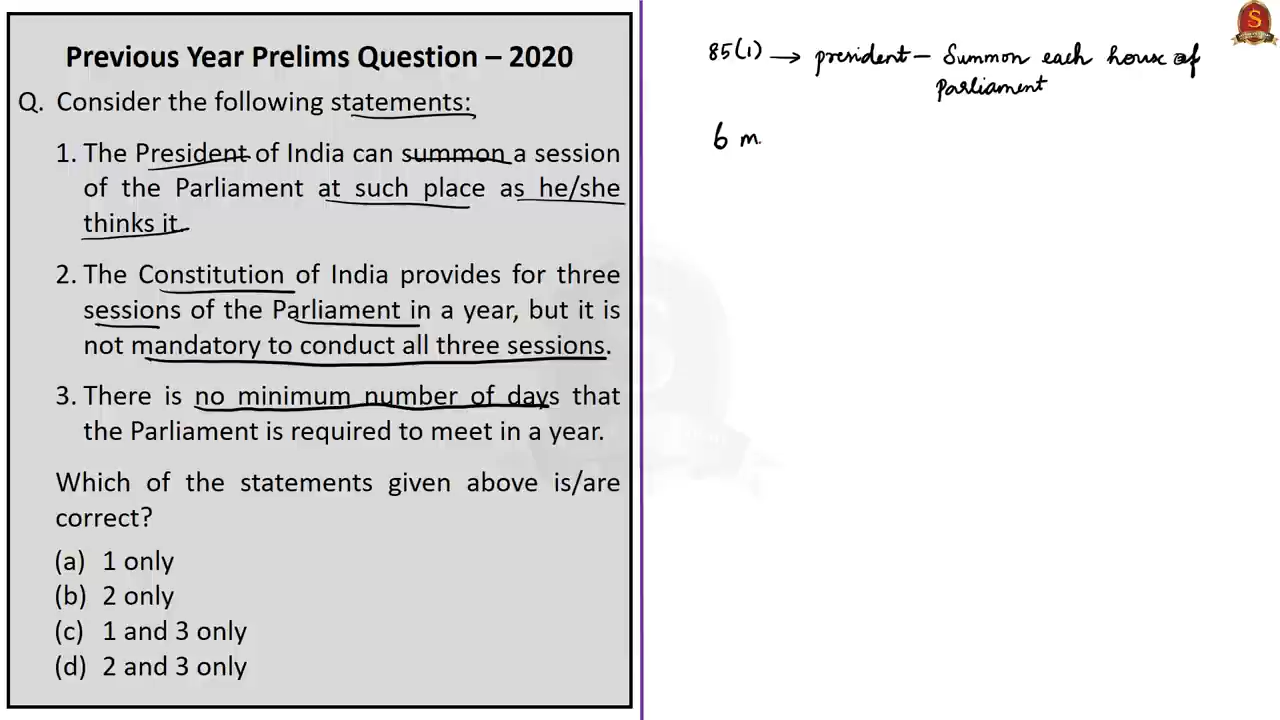 Previous Year Prelims Question – 2020
Q. Consider the following statements:
1. The President of India can summon a session
of the Parliament at such place as he/she
thinks it.
2. The Constitution of India provides for three
sessions of the Parliament in a year, but it is
not mandatory to conduct all three sessions.
3. There is no minimum number of days that
the Parliament is required to meet in a year.
Which of the statements given above is/are
correct?
(a) 1 only
(b) 2 only
(c) 1 and 3 only
(d) 2 and 3 only
85(1) → president – Summon each house of
Parliament
6 m